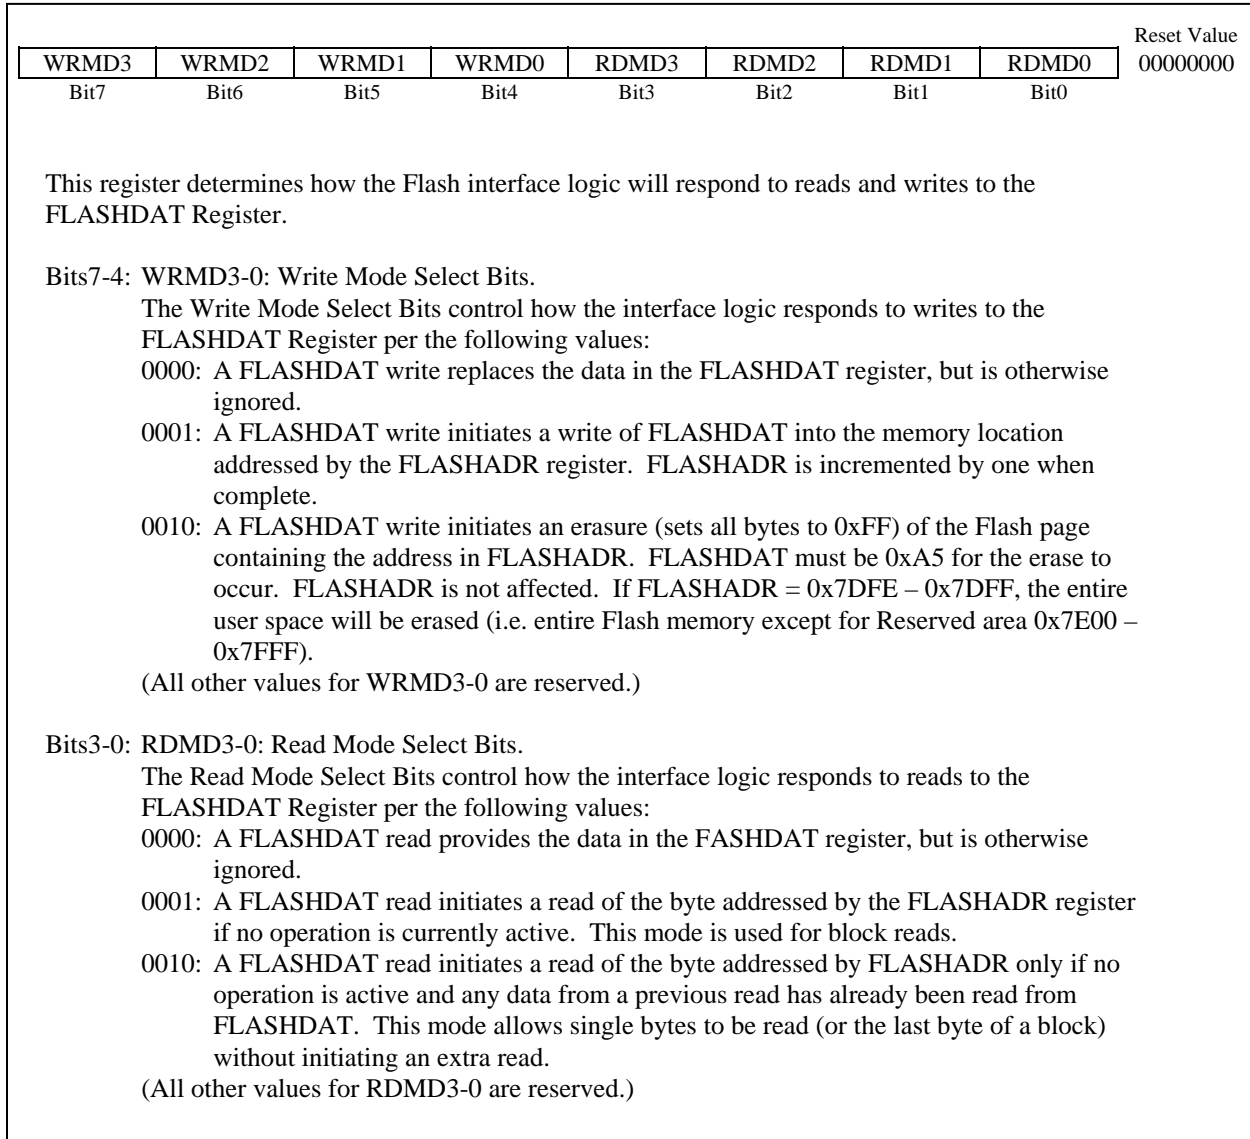 Reset Value
WRMD3 WRMD2 WRMD1 WRMD0 RDMD3 RDMD2 RDMD1 RDMD0 00000000
Bit7 Bit6 Bit5 Bit4 Bit3 Bit2 Bit1 Bit0
This register determines how the Flash interface logic will respond to reads and writes to the
FLASHDAT Register.
Bits7-4: WRMD3-0: Write Mode Select Bits.
The Write Mode Select Bits control how the interface logic responds to writes to the
FLASHDAT Register per the following values:
0000: A FLASHDAT write replaces the data in the FLASHDAT register, but is otherwise
ignored.
0001: A FLASHDAT write initiates a write of FLASHDAT into the memory location
addressed by the FLASHADR register. FLASHADR is incremented by one when
complete.
0010: A FLASHDAT write initiates an erasure (sets all bytes to 0xFF) of the Flash page
containing the address in FLASHADR. FLASHDAT must be 0xA5 for the erase to
occur. FLASHADR is not affected. If FLASHADR = 0x7DFE – 0x7DFF, the entire
user space will be erased (i.e. entire Flash memory except for Reserved area 0x7E00 –
0x7FFF).
(All other values for WRMD3-0 are reserved.)
Bits3-0: RDMD3-0: Read Mode Select Bits.
The Read Mode Select Bits control how the interface logic responds to reads to the
FLASHDAT Register per the following values:
0000: A FLASHDAT read provides the data in the FASHDAT register, but is otherwise
ignored.
0001: A FLASHDAT read initiates a read of the byte addressed by the FLASHADR register
if no operation is currently active. This mode is used for block reads.
0010: A FLASHDAT read initiates a read of the byte addressed by FLASHADR only if no
operation is active and any data from a previous read has already been read from
FLASHDAT. This mode allows single bytes to be read (or the last byte of a block)
without initiating an extra read.
(All other values for RDMD3-0 are reserved.)